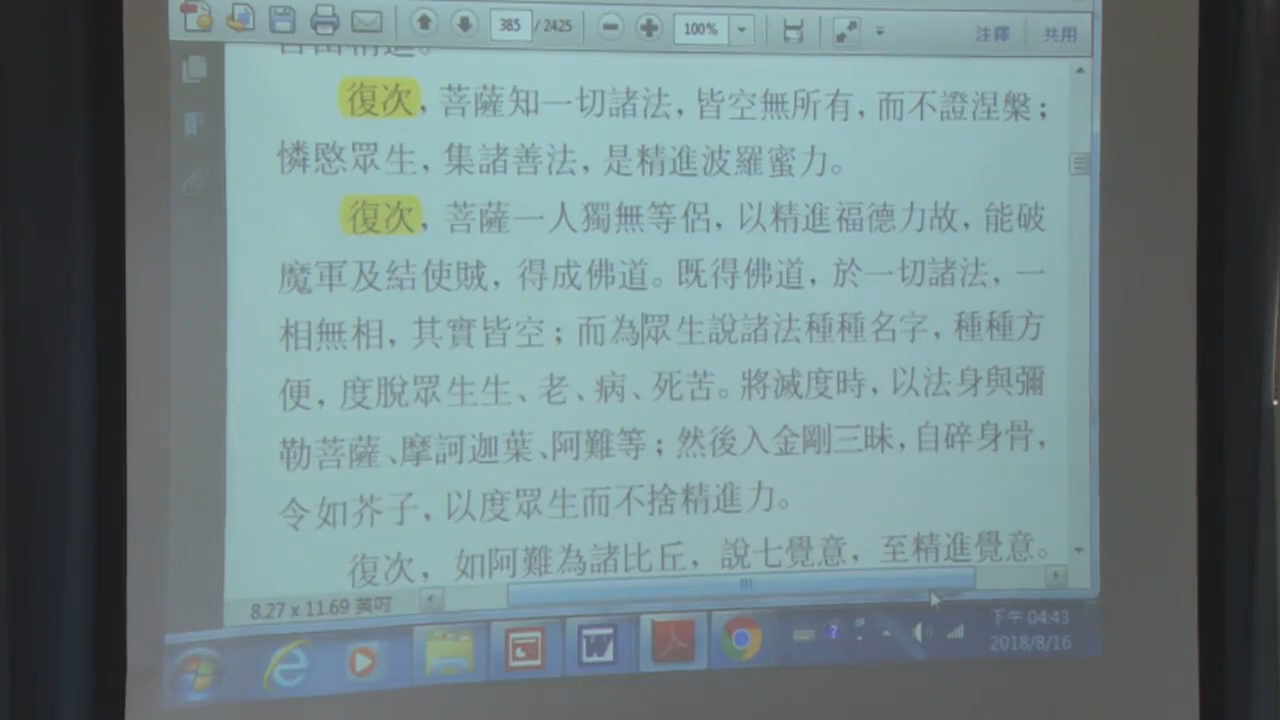 385 / 2425
100%
注釋 共用
復次，菩薩知一切諸法，皆空無所有，而不證涅槃；
憐愍眾生，集諸善法，是精進波羅蜜力。
復次，菩薩一人獨無等侶，以精進福德力故，能破
魔軍及結使賊，得成佛道。既得佛道，於一切諸法，一
相無相，其實皆空；而為眾生說諸法種種名字，種種方
便，度脫眾生生、老、病、死苦。將滅度時，以法身與彌
勒菩薩、摩訶迦葉、阿難等；然後入金剛三昧，自碎身骨，
令如芥子，以度眾生而不捨精進力。
復次，如阿難為諸比丘，說七覺意，至精進覺意。
8.27 x 11.69 英吋
下午 04:43
2018/8/16